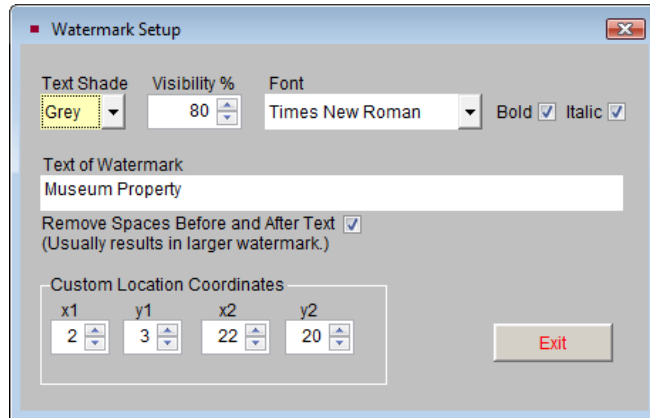 Watermark Setup
Text Shade Visibility % Font
Grey 80 Times New Roman Bold Italic
Text of Watermark
Museum Property
Remove Spaces Before and After Text
(Usually results in larger watermark.)
Custom Location Coordinates
x1 y1 x2 y2
2 3 22 20
Exit